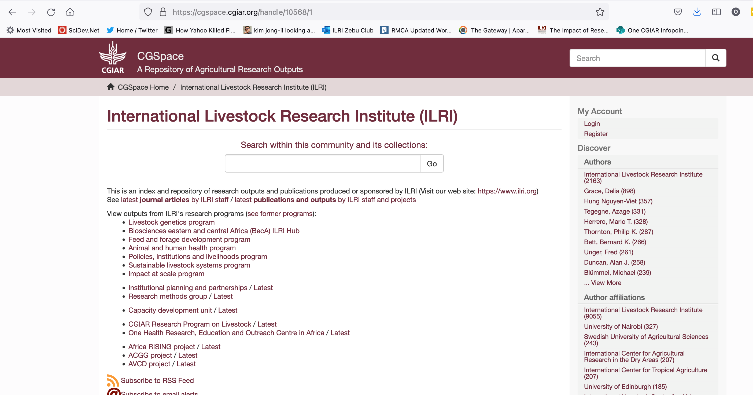 https://cgspace.cgiar.org/handle/10568/1
Most Visited
SciDev.Net
Home / Twitter
How Yahoo Killed F...
kim jong-il looking a...
ILRI Zebu Club
RMCA Updated Wor...
The Gateway | Apar...
The Impact of Rese...
One CGIAR Infopoin...
CGIAR
CGSpace
A Repository of Agricultural Research Outputs
Search
CGSpace Home / International Livestock Research Institute (ILRI)
International Livestock Research Institute (ILRI)
Search within this community and its collections:
Go
This is an index and repository of research outputs and publications produced or sponsored by ILRI (Visit our web site: https://www.ilri.org)
See latest journal articles by ILRI staff / latest publications and outputs by ILRI staff and projects
View outputs from ILRI's research programs (see former programs):
Livestock genetics program
Biosciences eastern and central Africa (BecA) ILRI Hub
Feed and forage development program
Animal and human health program
Policies, institutions and livelihoods program
Sustainable livestock systems program
Impact at scale program
Institutional planning and partnerships / Latest
Research methods group / Latest
Capacity development unit / Latest
CGIAR Research Program on Livestock / Latest
One Health Research, Education and Outreach Centre in Africa / Latest
Africa RISING project / Latest
ACGG project / Latest
AVCD project / Latest
Subscribe to RSS Feed
Subscribe to email alerts
My Account
Login
Register
Discover
Authors
International Livestock Research Institute
(2163)
Grace, Delia (698)
Hung Nguyen-Viet (357)
Tegegne, Azage (331)
Herrero, Mario T. (328)
Thornton, Philip K. (287)
Bett, Bernard K. (266)
Unger, Fred (261)
Duncan, Alan J. (258)
Blümmel, Michael (239)
... View More
Author affiliations
International Livestock Research Institute
(9055)
University of Nairobi (327)
Swedish University of Agricultural Sciences
(243)
International Center for Agricultural
Research in the Dry Areas (207)
International Center for Tropical Agriculture
(207)
University of Edinburgh (185)